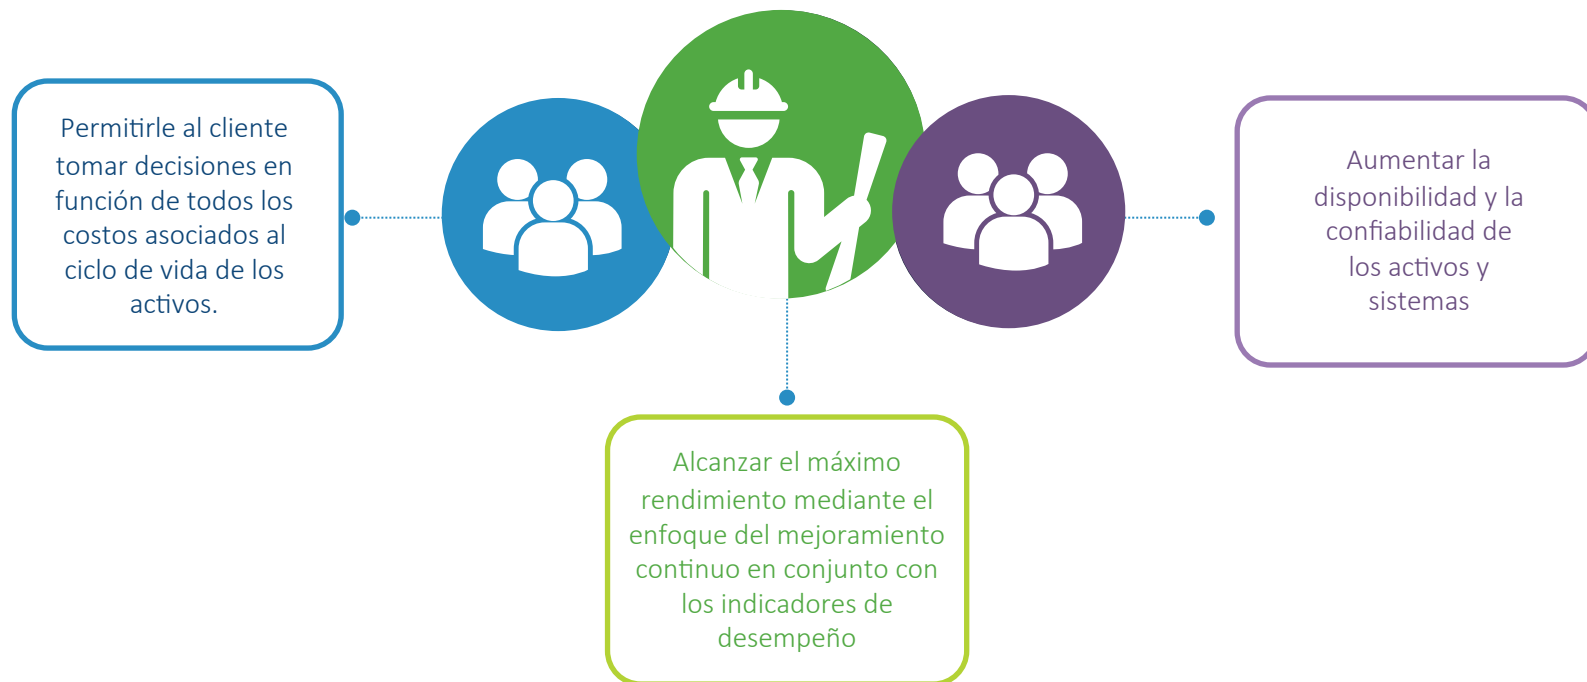 Permitirle al cliente
tomar decisiones en
función de todos los
costos asociados al
ciclo de vida de los
activos.
Alcanzar el máximo
rendimiento mediante el
enfoque del mejoramiento
continuo en conjunto con
los indicadores de
desempeño
Aumentar la
disponibilidad y la
confiabilidad de
los activos y
sistemas